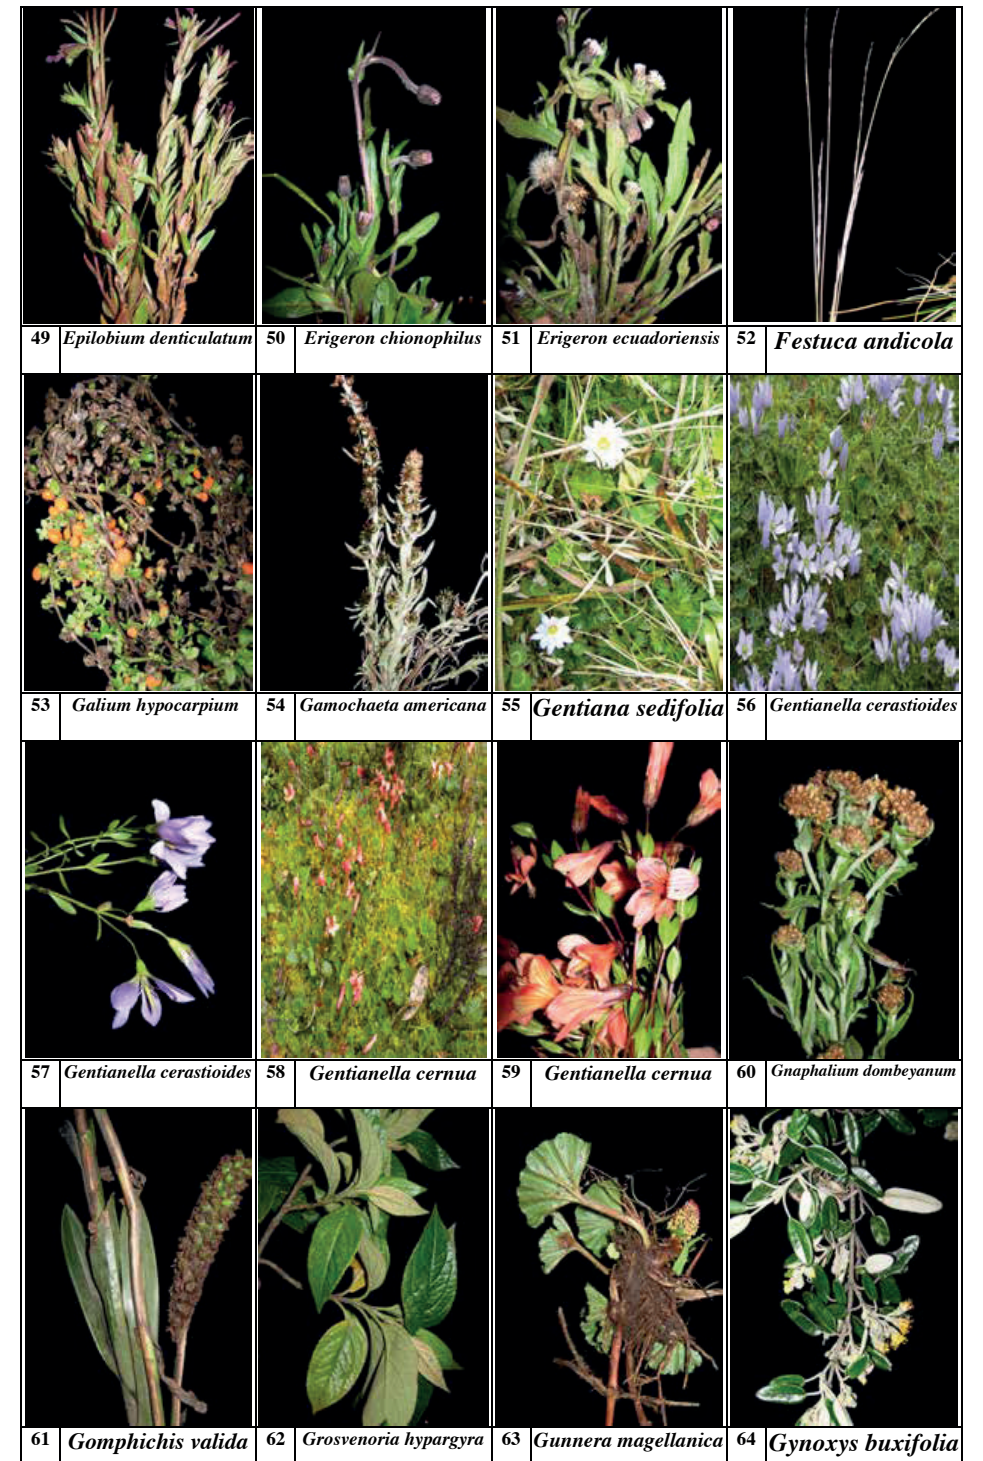 49 Epilobium denticulatum 50 Erigeron chionophilus 51 Erigeron ecuadoriensis 52 Festuca andicola
53 Galium hypocarpium 54 Gamochaeta americana 55 Gentiana sedifolia 56 Gentianella cerastioides
57 Gentianella cerastioides 58 Gentianella cernua 59 Gentianella cernua 60 Gnaphalium dombeyanum
61 Gomphichis valida 62 Grosvenoria hypargyra 63 Gunnera magellanica 64 Gynoxys buxifolia